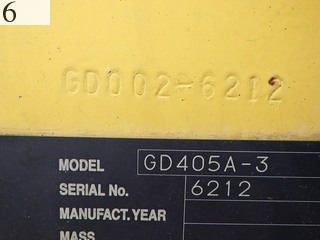 6
GD002-6212
MODEL GD405A-3
SERIAL No. 6212
MANUFACT. YEAR
MASS